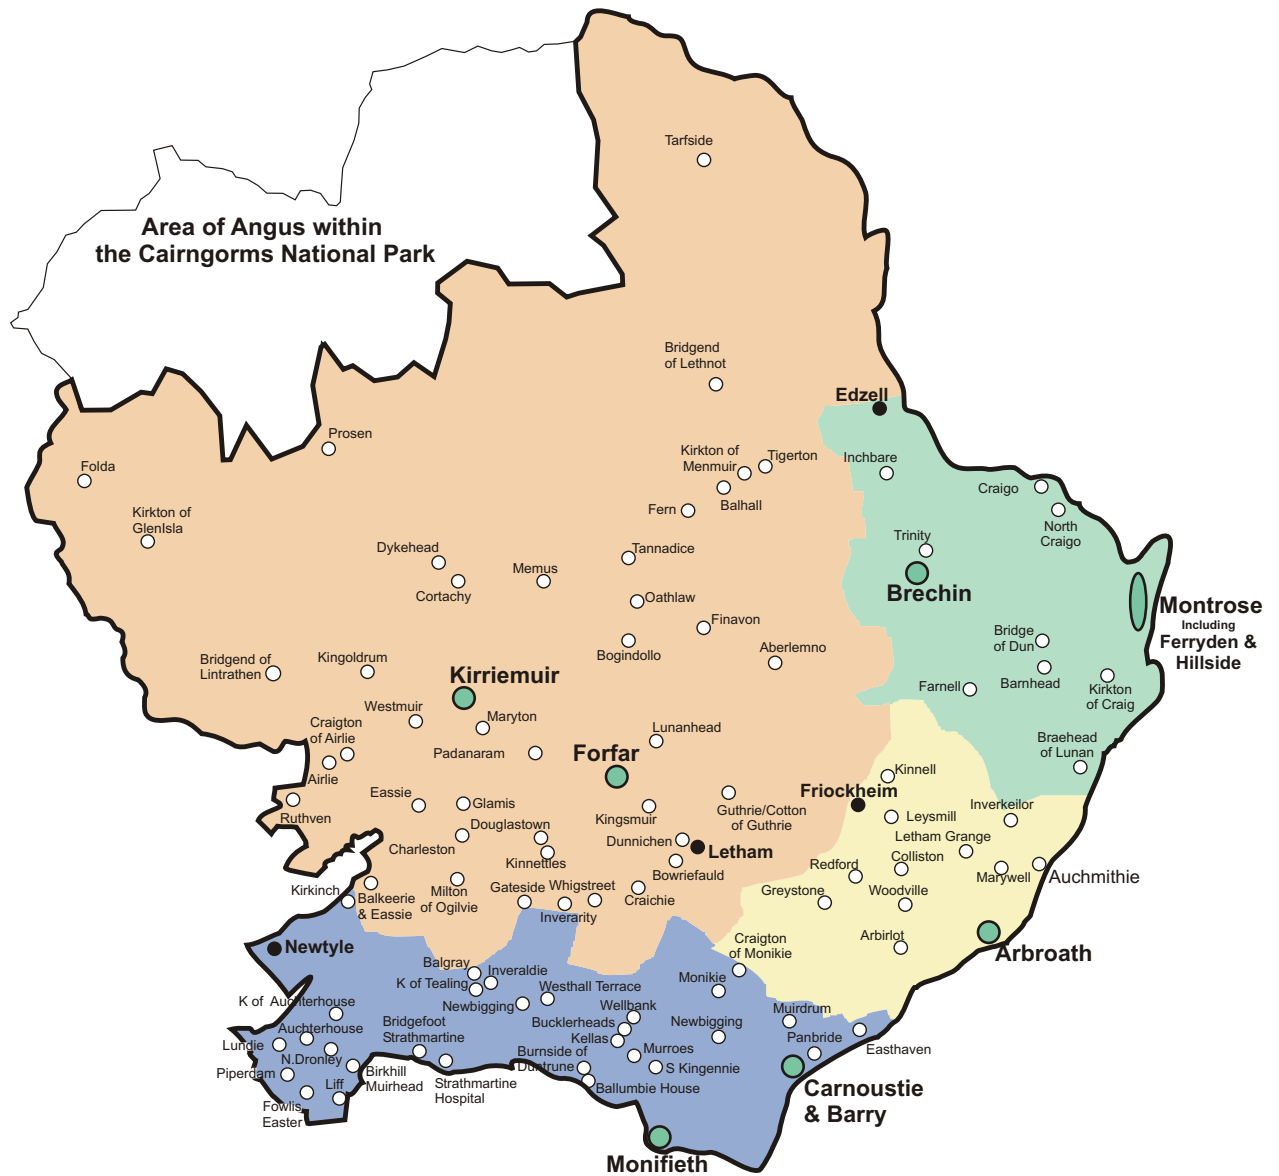 Tarfside
Area of Angus within
the Cairngorms National Park
Bridgend
of Lethnot
Edzell
Prosen
Folda
Kirkton of
Menmuir
Tigerton
Inchbare
Craigo
Balhall
Fern
Kirkton of
GlenIsla
North
Craigo
Trinity
Dykehead
Tannadice
Memus
Cortachy
Brechin
Oathlaw
Montrose
Including
Ferryden &
Hillside
Finavon
Bridge
of Dun
Bogindollo
Aberlemno
Bridgend of
Lintrathen
Kingoldrum
Kirriemuir
Farnell
Barnhead
Kirkton
of Craig
Westmuir
Maryton
Craigton
of Airlie
Lunanhead
Padanaram
Forfar
Braehead
of Lunan
Airlie
Kinnell
Eassie
Glamis
Friockheim
Inverkeilor
Ruthven
Kingsmuir
Guthrie/Cotton
of Guthrie
Leysmill
Douglastown
Letham Grange
Charleston
Dunnichen
Letham
Kinnettles
Colliston
Redford
Bowriefauld
Marywell
Auchmithie
Kirkinch
Balkeerie
& Eassie
Milton
of Ogilvie
Gateside
Whigstreet
Craichie
Greystone
Woodville
Inverarity
Arbirlot
Newtyle
Craigton
of Monikie
Arbroath
Balgray
Inveraldie
K of Tealing
Monikie
Westhall Terrace
K of Auchterhouse
Newbigging
Wellbank
Muirdrum
Auchterhouse
Bridgefoot
Strathmartine
Bucklerheads
Newbigging
Kellas
Panbride
Lundie
N.Dronley
Murroes
Easthaven
Burnside of
Duntrune
Piperdam
Birkhill
Muirhead
S Kingennie
Liff
Strathmartine
Hospital
Ballumbie House
Carnoustie
& Barry
Fowlis
Easter
Monifieth